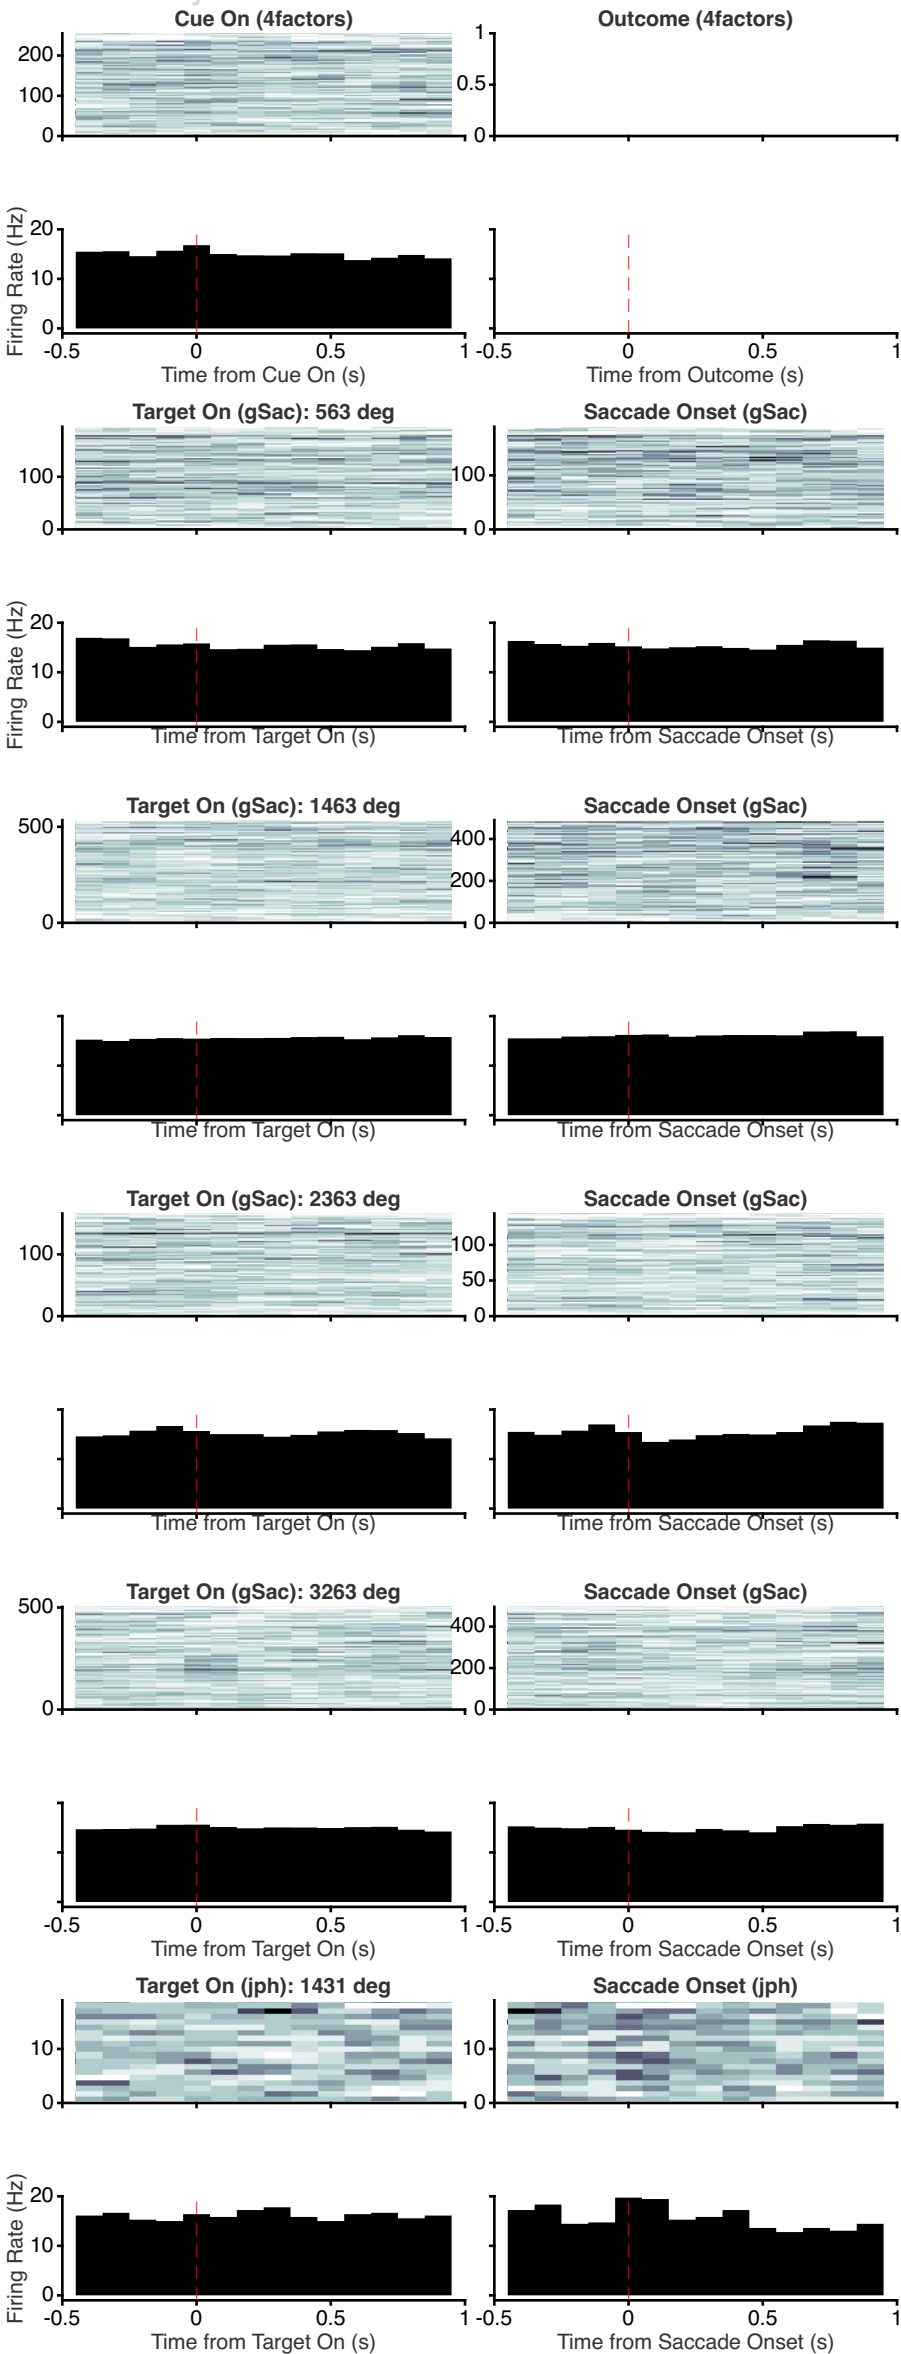 Cue On (4factors) Outcome (4factors)
200
100
0
1
0.5
0
Firing Rate (Hz)
20
10
0
-0.5 0 0.5 1 -0.5 0 0.5 1
Time from Cue On (s) Time from Outcome (s)
Target On (gSac): 563 deg Saccade Onset (gSac)
100
0
100
0
Firing Rate (Hz)
20
10
0
Time from Target On (s) Time from Saccade Onset (s)
Target On (gSac): 1463 deg Saccade Onset (gSac)
500
0
400
200
0
Time from Target On (s) Time from Saccade Onset (s)
Target On (gSac): 2363 deg Saccade Onset (gSac)
100
0
100
50
0
Time from Target On (s) Time from Saccade Onset (s)
Target On (gSac): 3263 deg Saccade Onset (gSac)
500
0
400
200
0
-0.5 0 0.5 1 -0.5 0 0.5 1
Time from Target On (s) Time from Saccade Onset (s)
Target On (jph): 1431 deg Saccade Onset (jph)
10
0
10
0
Firing Rate (Hz)
20
10
0
-0.5 0 0.5 1 -0.5 0 0.5 1
Time from Target On (s) Time from Saccade Onset (s)